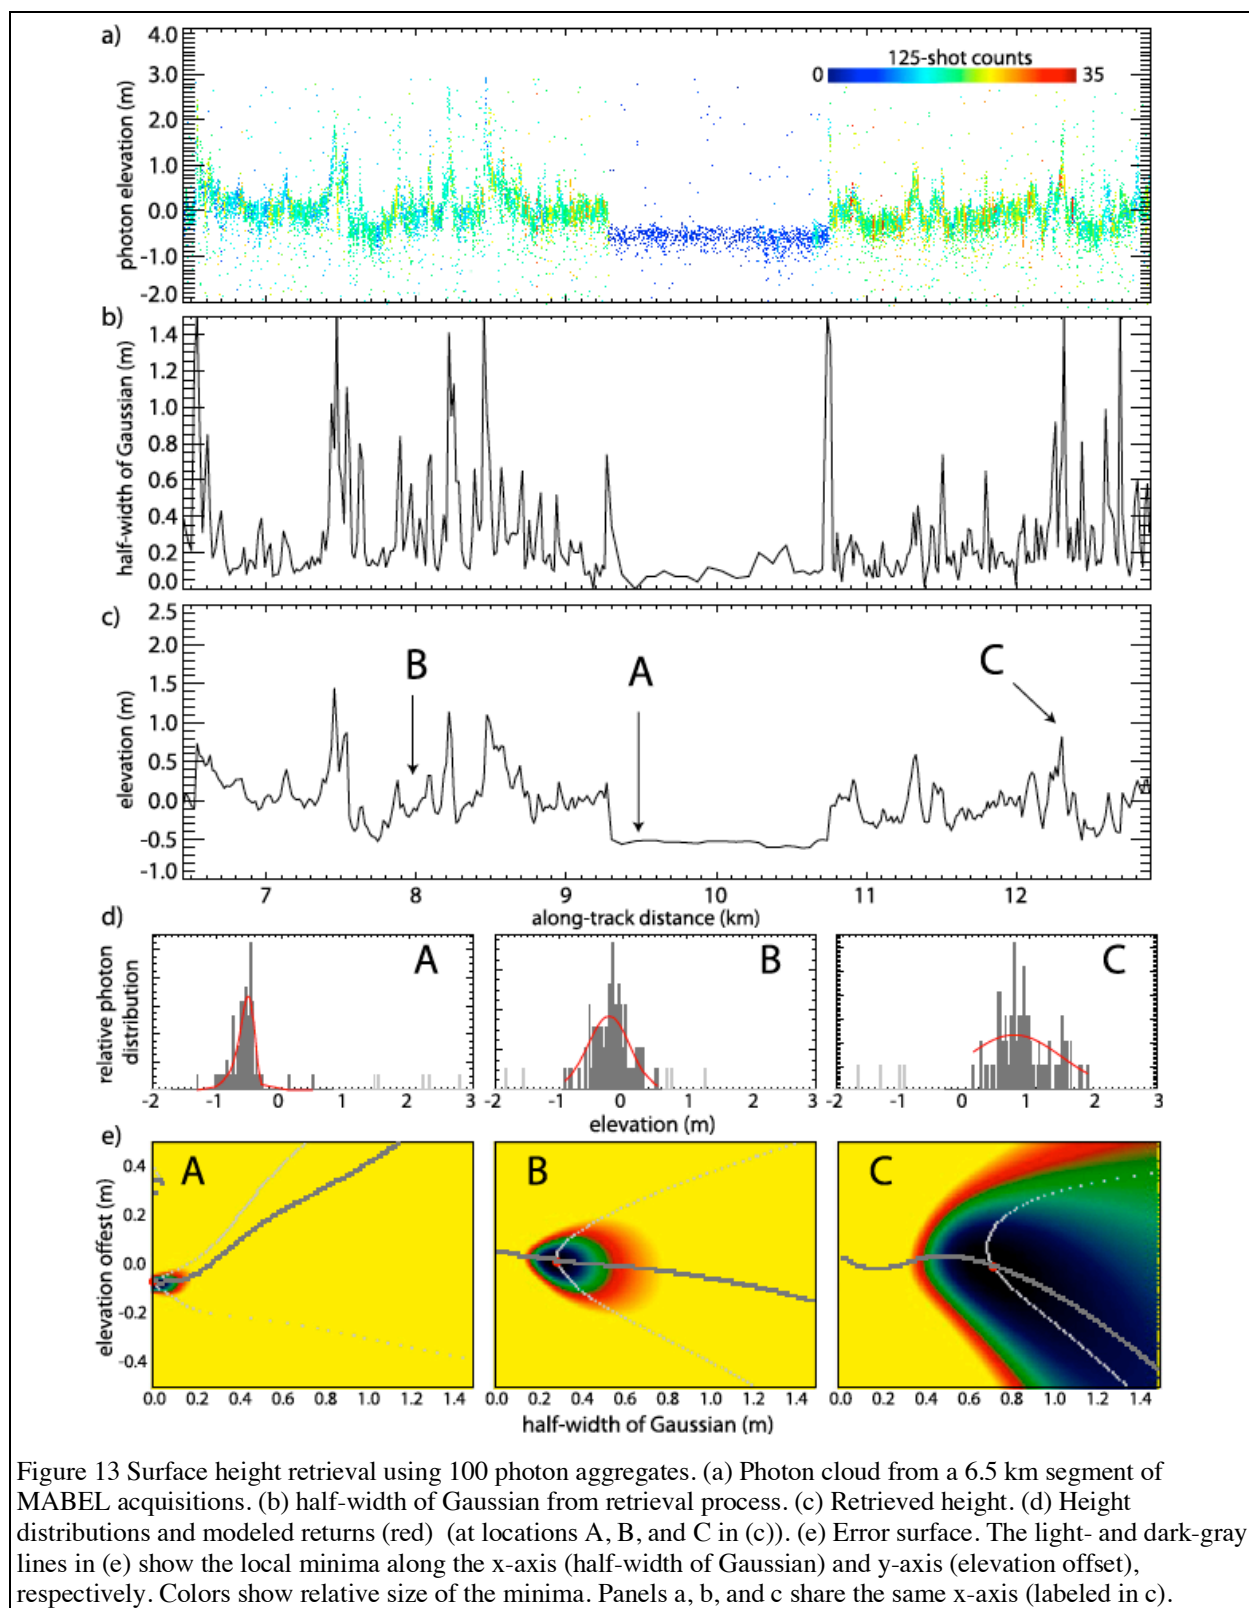 a)
4.0
3.0
2.0
1.0
0.0
-1.0
-2.0
photon elevation (m)
125-shot counts
0 35
b)
1.4
1.2
1.0
0.8
0.6
0.4
0.2
0.0
half-width of Gaussian (m)
c)
2.5
2.0
1.5
1.0
0.5
0.0
-0.5
-1.0
elevation (m)
B A C
7 8 9 10 11 12
along-track distance (km)
d)
relative photon
distribution
A B C
-2 -1 0 1 2 3 -2 -1 0 1 2 3 -2 -1 0 1 2 3
elevation (m)
e)
0.4
0.2
0.0
-0.2
-0.4
elevation offest (m)
A B C
0.0 0.2 0.4 0.6 0.8 1.0 1.2 1.4 0.0 0.2 0.4 0.6 0.8 1.0 1.2 1.4 0.0 0.2 0.4 0.6 0.8 1.0 1.2 1.4
half-width of Gaussian (m)
Figure 13 Surface height retrieval using 100 photon aggregates. (a) Photon cloud from a 6.5 km segment of
MABEL acquisitions. (b) half-width of Gaussian from retrieval process. (c) Retrieved height. (d) Height
distributions and modeled returns (red) (at locations A, B, and C in (c)). (e) Error surface. The light- and dark-gray
lines in (e) show the local minima along the x-axis (half-width of Gaussian) and y-axis (elevation offset),
respectively. Colors show relative size of the minima. Panels a, b, and c share the same x-axis (labeled in c).